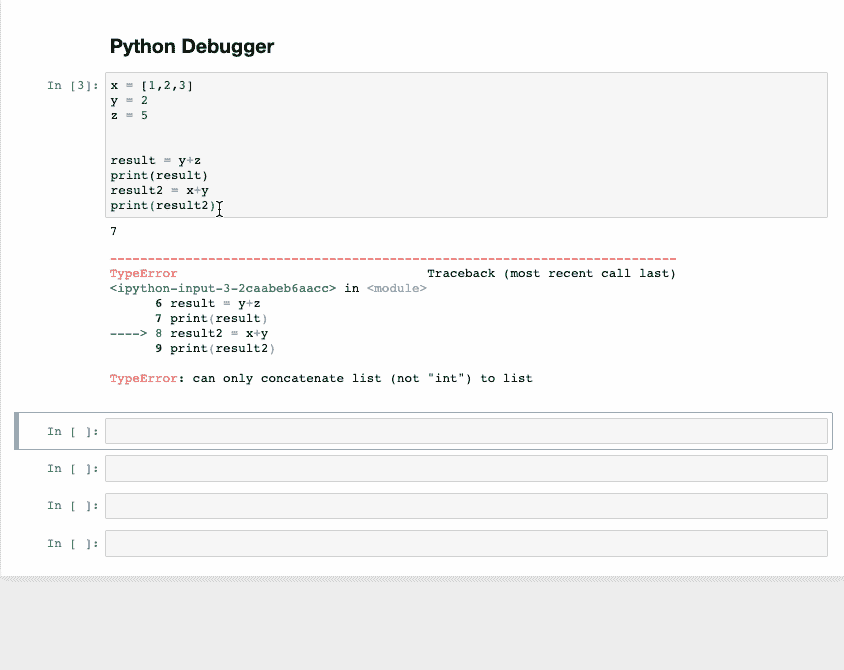 Python Debugger
In [3]: x = [1,2,3]
y = 2
z = 5
result = y+z
print(result)
result2 = x+y
print(result2)
7
---------------------------------------------------------------------------
TypeError                                 Traceback (most recent call last)
<ipython-input-3-2caabeb6aacc> in <module>
      6 result = y+z
      7 print(result)
----> 8 result2 = x+y
      9 print(result2)
TypeError: can only concatenate list (not "int") to list
In [ ]:
In [ ]:
In [ ]:
In [ ]: